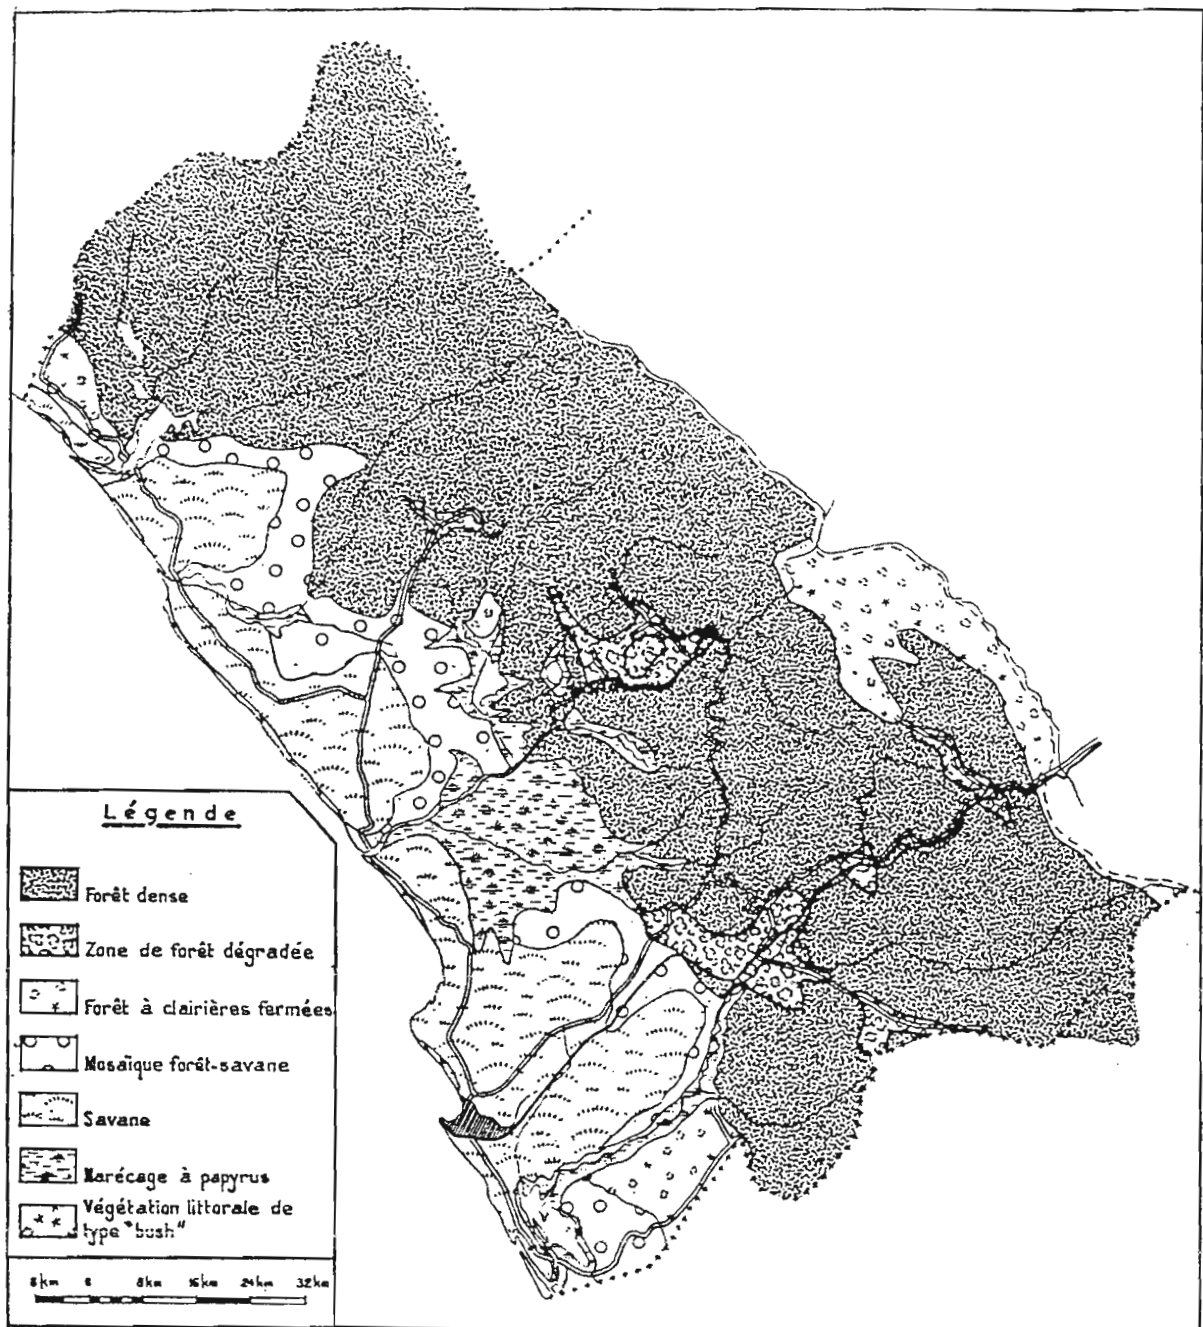 Légende
Forêt dense
Zone de forêt dégradée
Forêt à clairières fermées
Mosaïque forêt-savane
Savane
Marécage à papyrus
Végétation littorale de
type "bush"
8km 0 8km 16km 24km 32km